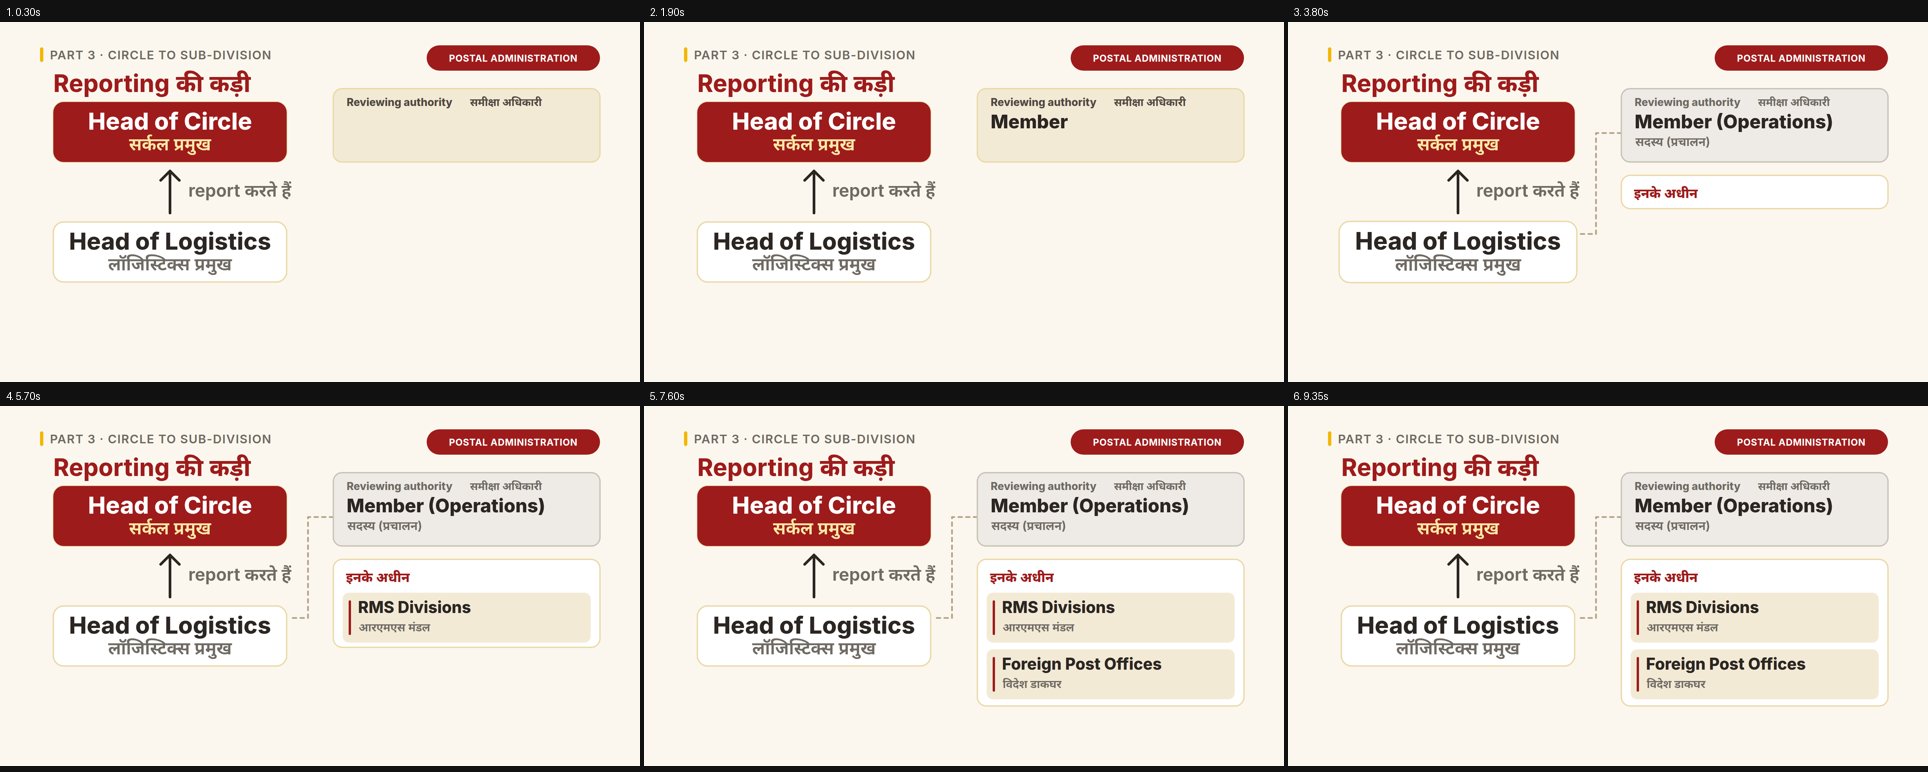 1. 0.30s
PART 3 · CIRCLE TO SUB-DIVISION
POSTAL ADMINISTRATION
Reporting की कड़ी
Head of Circle
सर्कल प्रमुख
report करते हैं
Head of Logistics
लॉजिस्टिक्स प्रमुख
Reviewing authority समीक्षा अधिकारी
2. 1.90s
PART 3 · CIRCLE TO SUB-DIVISION
POSTAL ADMINISTRATION
Reporting की कड़ी
Head of Circle
सर्कल प्रमुख
report करते हैं
Head of Logistics
लॉजिस्टिक्स प्रमुख
Reviewing authority समीक्षा अधिकारी
Member
3. 3.80s
PART 3 · CIRCLE TO SUB-DIVISION
POSTAL ADMINISTRATION
Reporting की कड़ी
Head of Circle
सर्कल प्रमुख
report करते हैं
Head of Logistics
लॉजिस्टिक्स प्रमुख
Reviewing authority समीक्षा अधिकारी
Member (Operations)
सदस्य (प्रचालन)
इनके अधीन
4. 5.70s
PART 3 · CIRCLE TO SUB-DIVISION
POSTAL ADMINISTRATION
Reporting की कड़ी
Head of Circle
सर्कल प्रमुख
report करते हैं
Head of Logistics
लॉजिस्टिक्स प्रमुख
Reviewing authority समीक्षा अधिकारी
Member (Operations)
सदस्य (प्रचालन)
इनके अधीन
RMS Divisions
आरएमएस मंडल
5. 7.60s
PART 3 · CIRCLE TO SUB-DIVISION
POSTAL ADMINISTRATION
Reporting की कड़ी
Head of Circle
सर्कल प्रमुख
report करते हैं
Head of Logistics
लॉजिस्टिक्स प्रमुख
Reviewing authority समीक्षा अधिकारी
Member (Operations)
सदस्य (प्रचालन)
इनके अधीन
RMS Divisions
आरएमएस मंडल
Foreign Post Offices
विदेश डाकघर
6. 9.35s
PART 3 · CIRCLE TO SUB-DIVISION
POSTAL ADMINISTRATION
Reporting की कड़ी
Head of Circle
सर्कल प्रमुख
report करते हैं
Head of Logistics
लॉजिस्टिक्स प्रमुख
Reviewing authority समीक्षा अधिकारी
Member (Operations)
सदस्य (प्रचालन)
इनके अधीन
RMS Divisions
आरएमएस मंडल
Foreign Post Offices
विदेश डाकघर